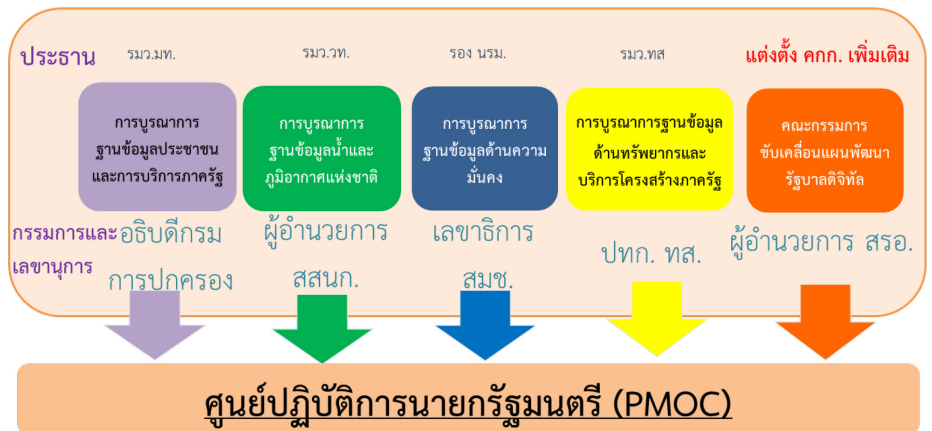 ประธาน
รมว.มท.
รมว.วท.
รอง นรม.
รมว.ทส
แต่งตั้ง คกก. เพิ่มเติม
การบูรณาการ
ฐานข้อมูลประชาชน
และการบริการภาครัฐ
การบูรณาการ
ฐานข้อมูลน้ำและ
ภูมิอากาศแห่งชาติ
การบูรณาการ
ฐานข้อมูลด้านความ
มั่นคง
การบูรณาการฐานข้อมูล
ด้านทรัพยากรและ
บริการโครงสร้างภาครัฐ
คณะกรรมการ
ขับเคลื่อนแผนพัฒนา
รัฐบาลดิจิทัล
กรรมการและ
เลขานุการ
อธิบดีกรม
การปกครอง
ผู้อำนวยการ
สสนก.
เลขาธิการ
สมช.
ปทก. ทส.
ผู้อำนวยการ สรอ.
ศูนย์ปฏิบัติการนายกรัฐมนตรี (PMOC)